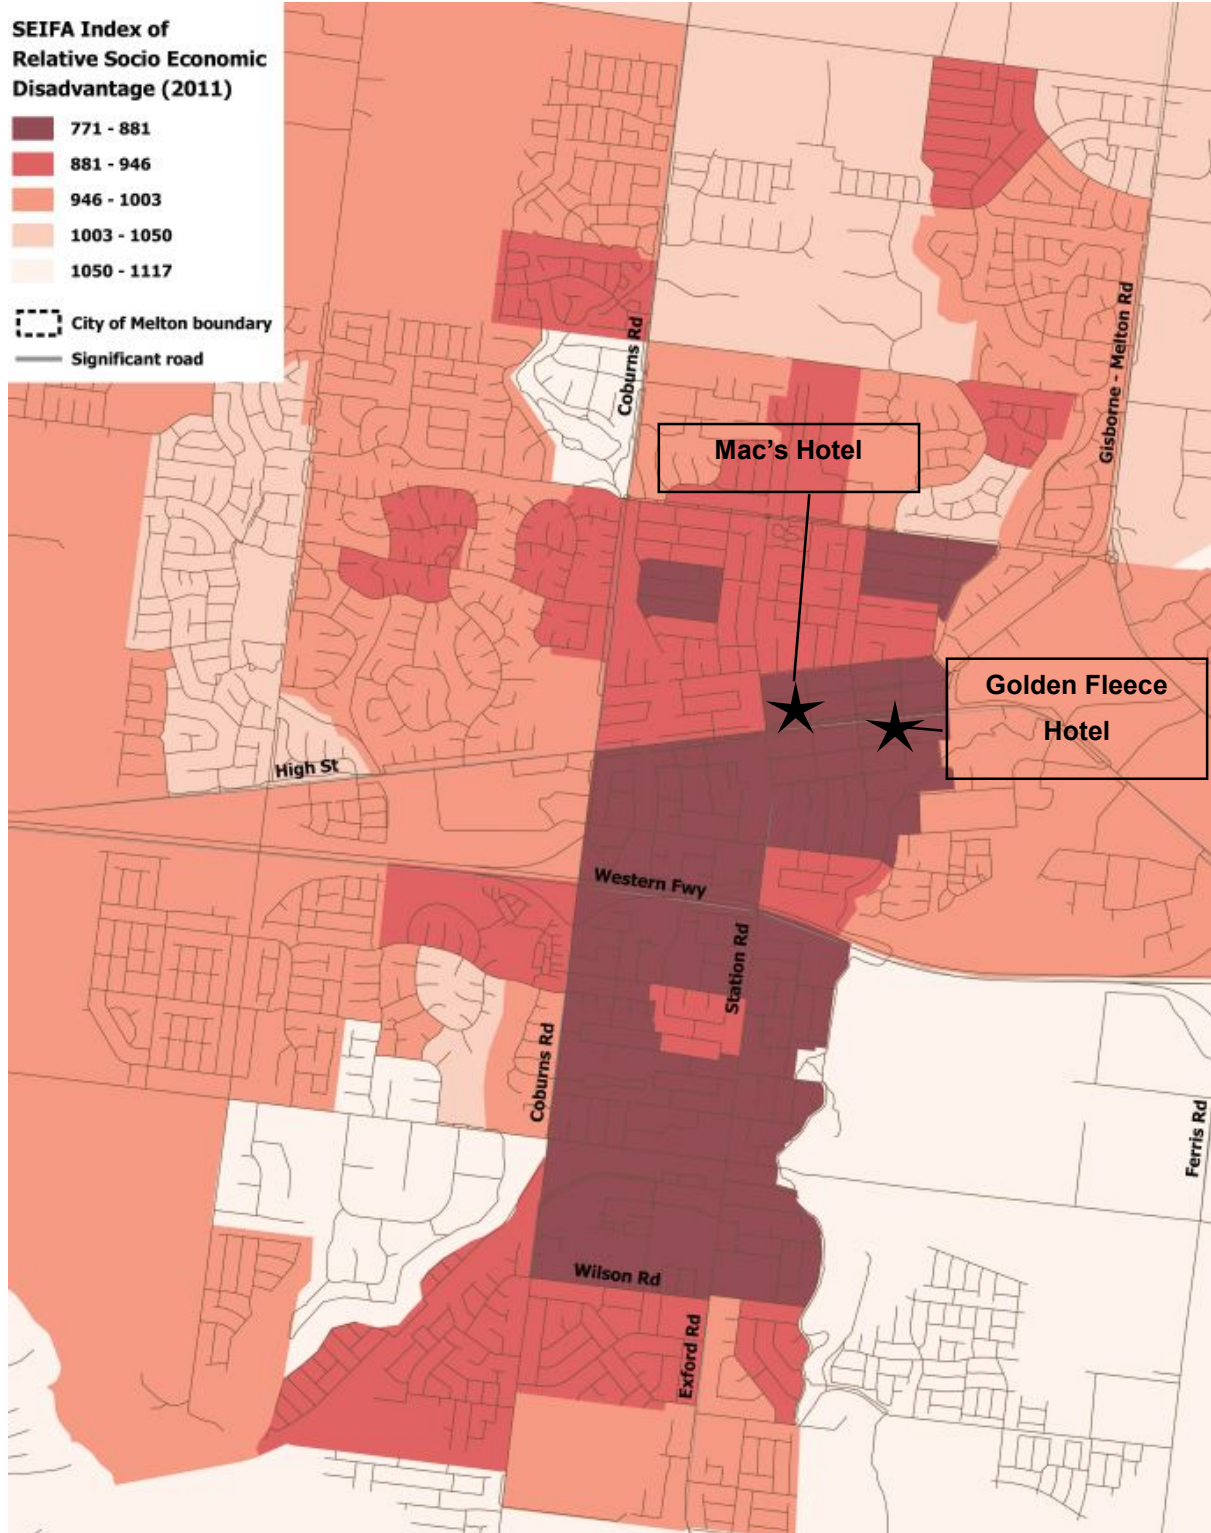 SEIFA Index of
Relative Socio Economic
Disadvantage (2011)
771 - 881
881 - 946
946 - 1003
1003 - 1050
1050 - 1117
City of Melton boundary
Significant road
Coburns Rd
Gisborne - Melton Rd
Mac's Hotel
Golden Fleece
Hotel
High St
Western Fwy
Station Rd
Coburns Rd
Ferris Rd
Wilson Rd
Exford Rd